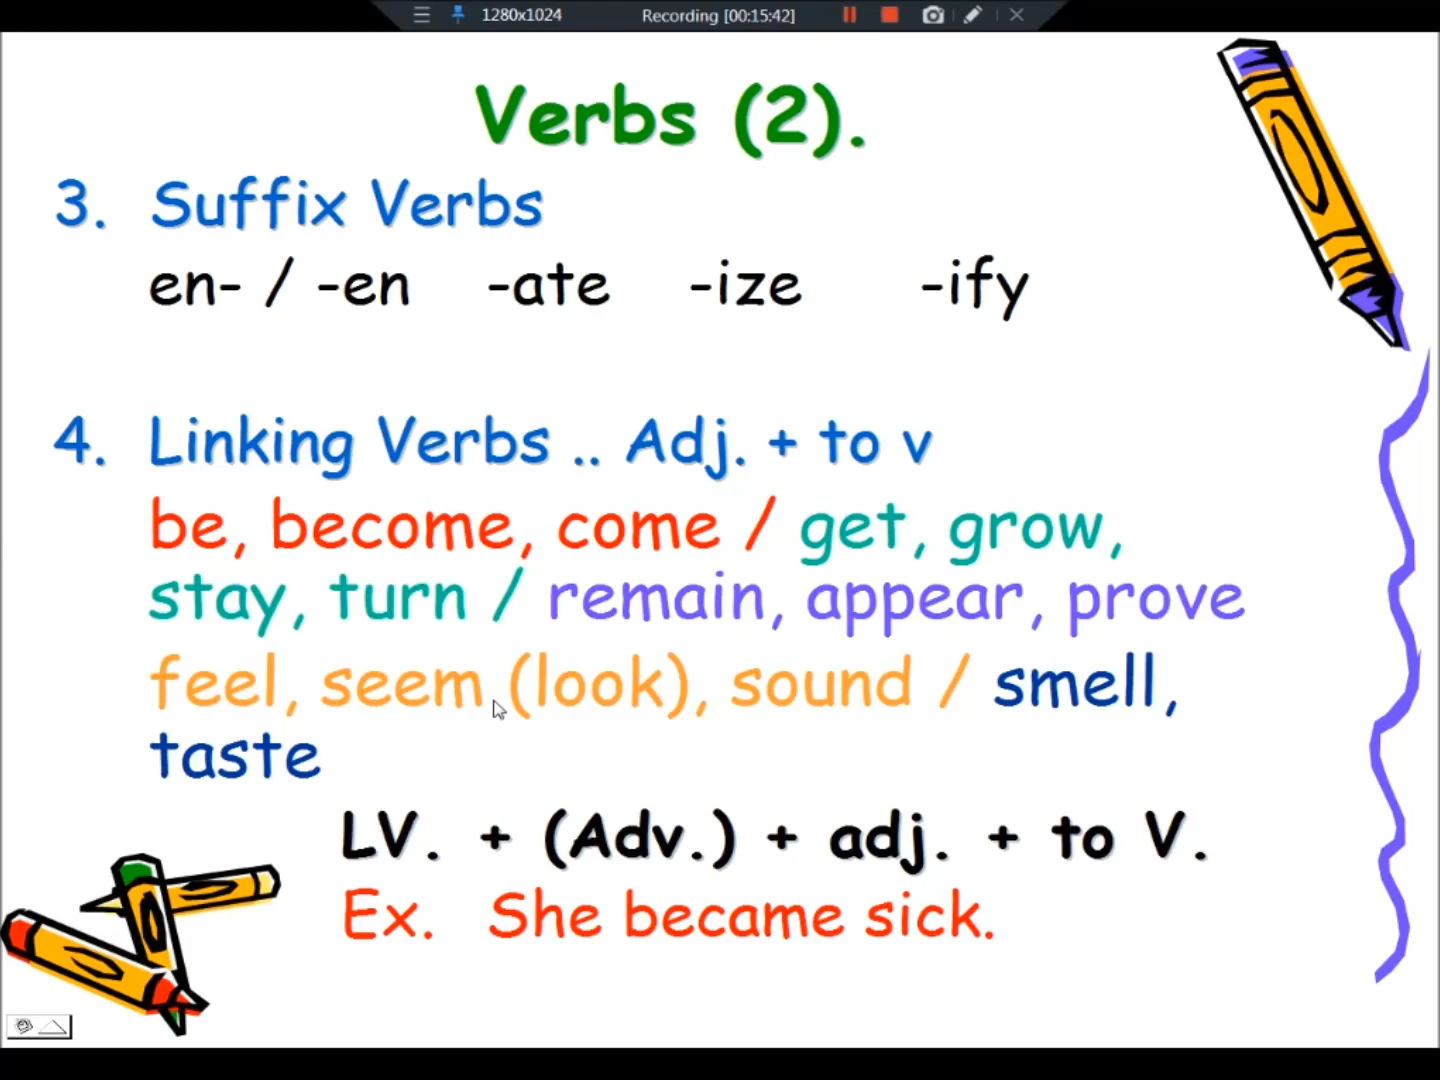 1280x1024 Recording [00:15:42]
Verbs (2).
3. Suffix Verbs
en- / -en -ate -ize -ify
4. Linking Verbs .. Adj. + to v
be, become, come / get, grow,
stay, turn / remain, appear, prove
feel, seem (look), sound / smell,
taste
LV. + (Adv.) + adj. + to V.
Ex. She became sick.